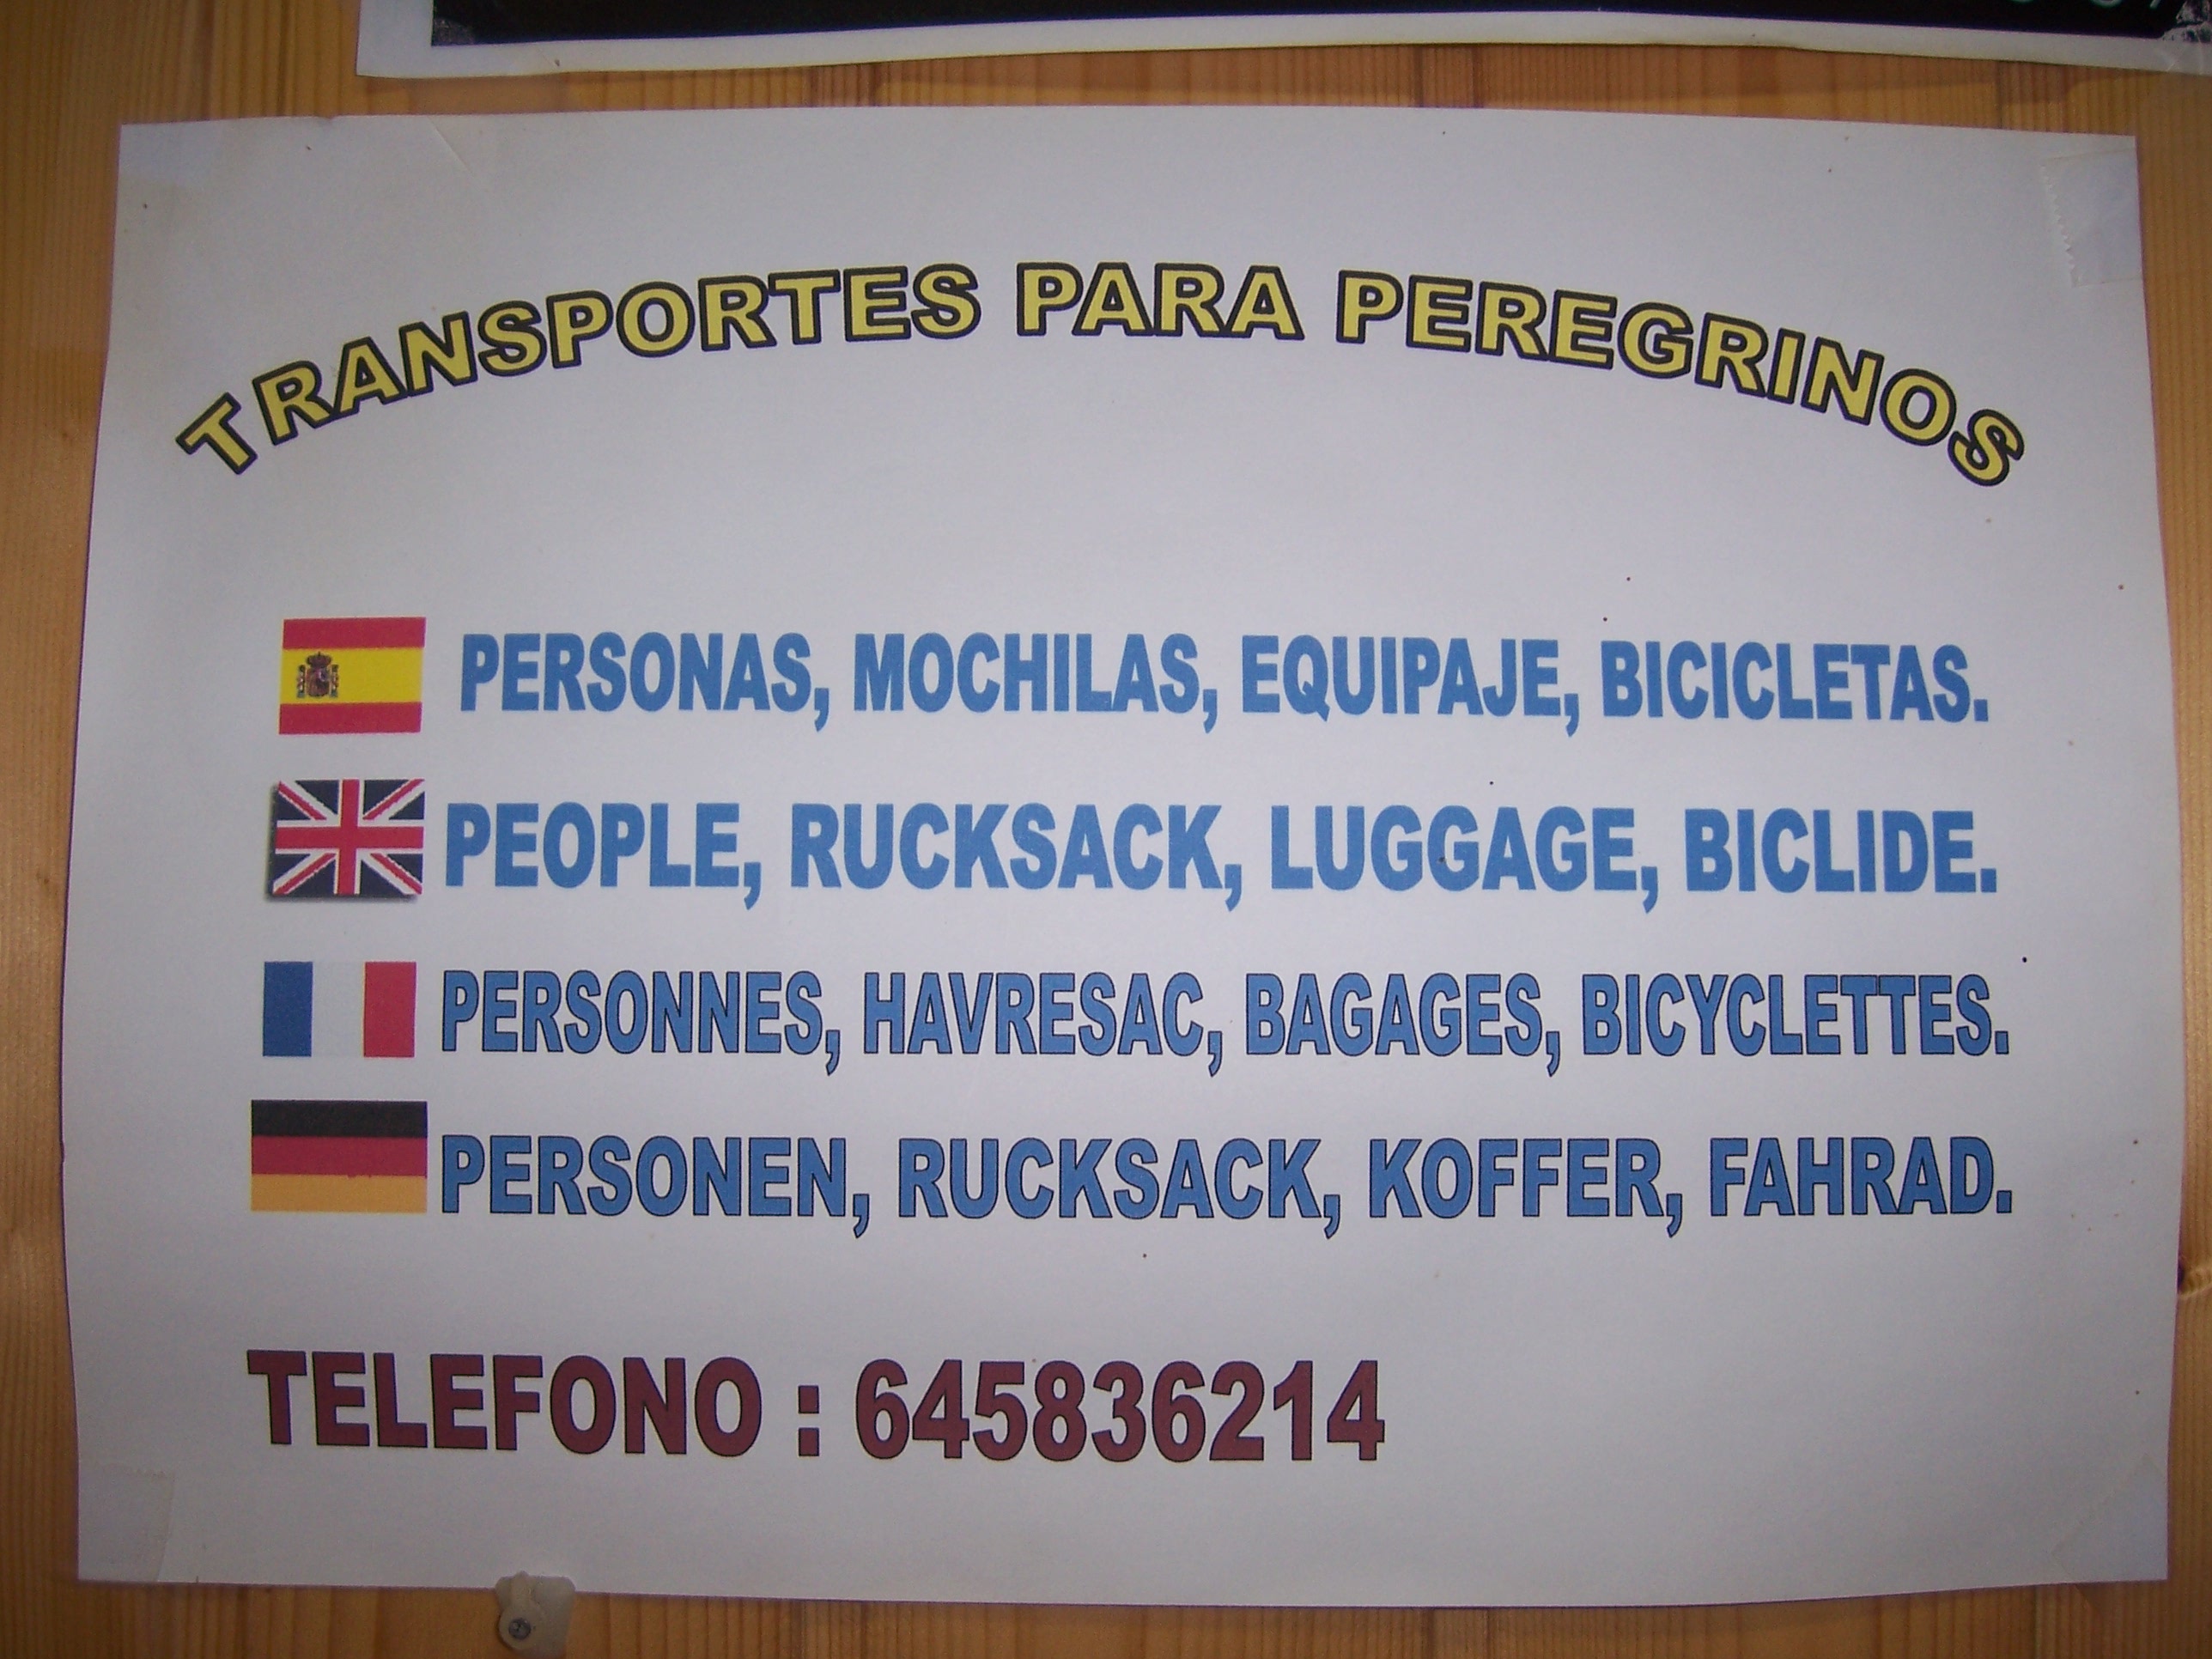 TRANSPORTES PARA PEREGRINOS
PERSONAS, MOCHILAS, EQUIPAJE, BICICLETAS.
PEOPLE, RUCKSACK, LUGGAGE, BICLIDE.
PERSONNES, HAVRESAC, BAGAGES, BICYCLETTES.
PERSONEN, RUCKSACK, KOFFER, FAHRAD.
TELEFONO : 645836214